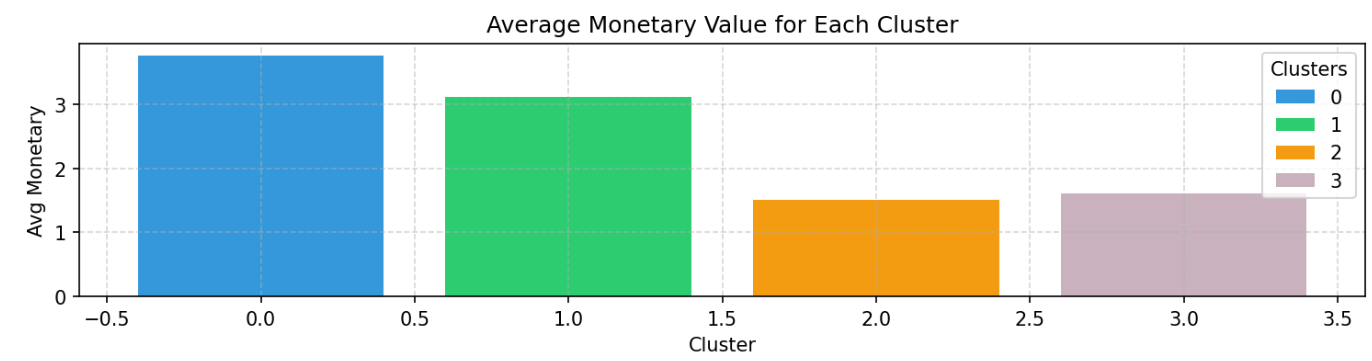 Average Monetary Value for Each Cluster
Avg Monetary
3
2
1
0
Clusters
0
1
2
3
−0.5 0.0 0.5 1.0 1.5 2.0 2.5 3.0 3.5
Cluster